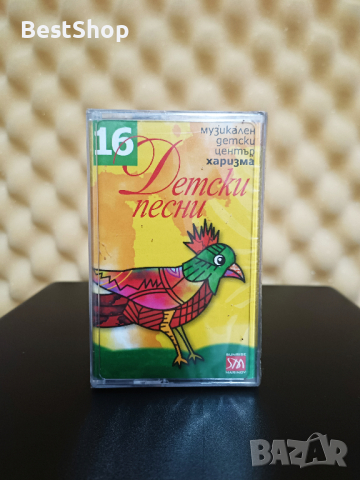 BestShop
16
музикален
детски
център
харизма
Детски
песни
BAZAR